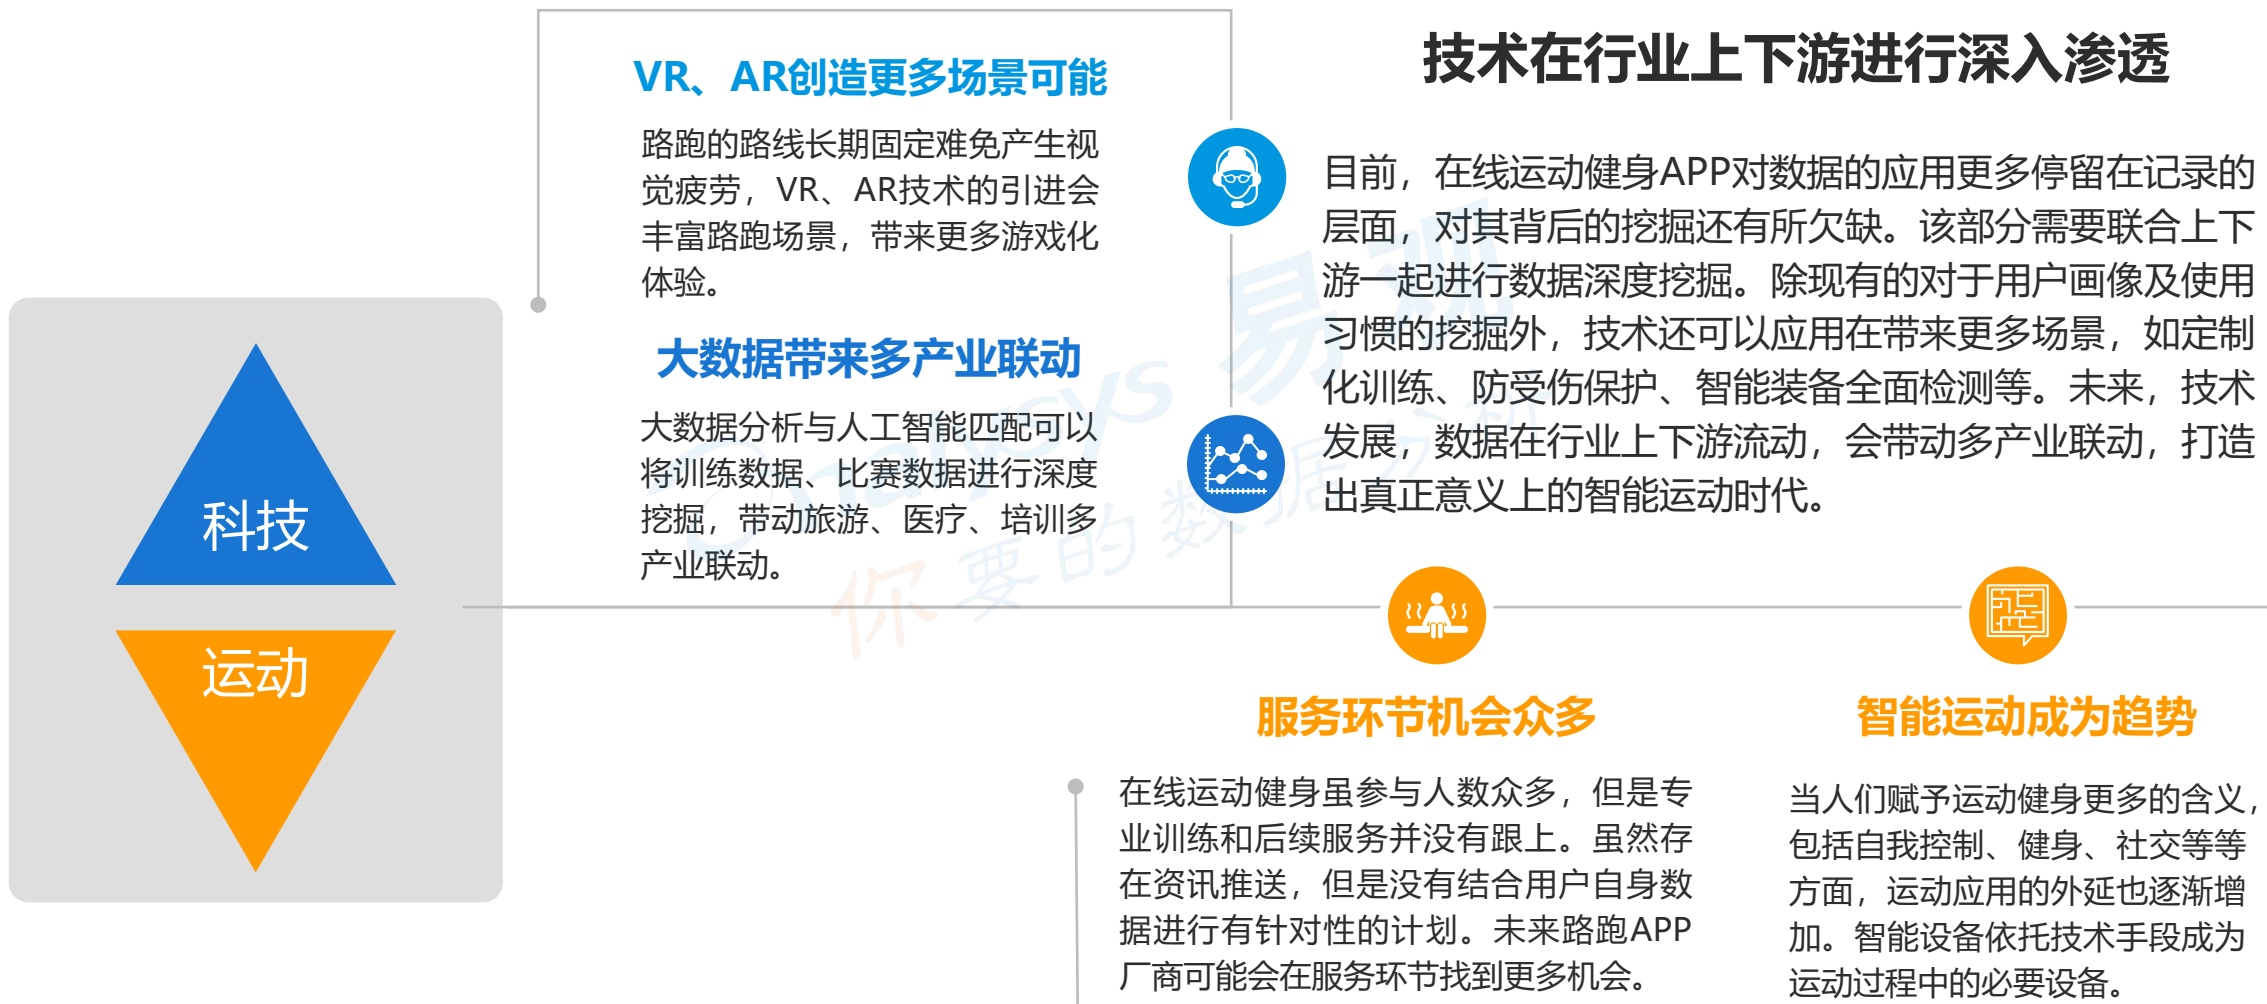 技术在行业上下游进行深入渗透
VR、AR创造更多场景可能
路跑的路线长期固定难免产生视
觉疲劳，VR、AR技术的引进会
丰富路跑场景，带来更多游戏化
体验。
大数据带来多产业联动
大数据分析与人工智能匹配可以
将训练数据、比赛数据进行深度
挖掘，带动旅游、医疗、培训多
产业联动。
目前，在线运动健身APP对数据的应用更多停留在记录的
层面，对其背后的挖掘还有所欠缺。该部分需要联合上下
游一起进行数据深度挖掘。除现有的对于用户画像及使用
习惯的挖掘外，技术还可以应用在带来更多场景，如定制
化训练、防受伤保护、智能装备全面检测等。未来，技术
发展，数据在行业上下游流动，会带动多产业联动，打造
出真正意义上的智能运动时代。
科技
运动
服务环节机会众多
在线运动健身虽参与人数众多，但是专
业训练和后续服务并没有跟上。虽然存
在资讯推送，但是没有结合用户自身数
据进行有针对性的计划。未来路跑APP
厂商可能会在服务环节找到更多机会。
智能运动成为趋势
当人们赋予运动健身更多的含义，
包括自我控制、健身、社交等等
方面，运动应用的外延也逐渐增
加。智能设备依托技术手段成为
运动过程中的必要设备。
analysys 易观
你要的数据分析